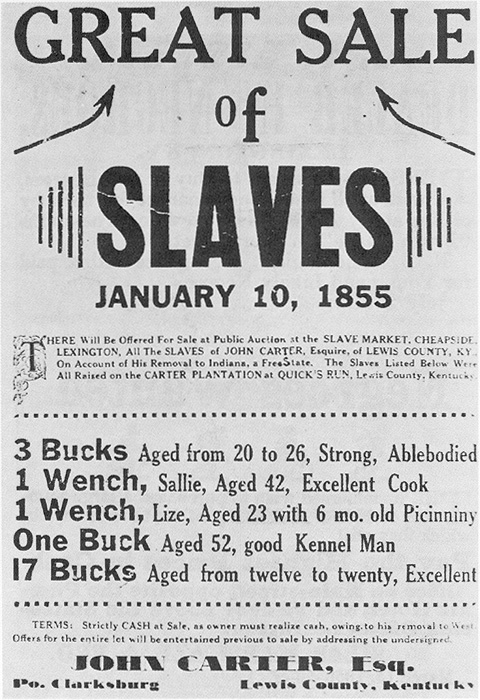 GREAT SALE
of
SLAVES
JANUARY 10, 1855
THERE Will Be Offered For Sale at Public Auction at the SLAVE MARKET, CHEAPSIDE,
LEXINGTON, All The SLAVES of JOHN CARTER, Esquire, of LEWIS COUNTY, KY.,
On Account of His Removal to Indiana, a Free State. The Slaves Listed Below Were
All Raised on the CARTER PLANTATION at QUICK'S RUN, Lewis County, Kentucky.
3 Bucks Aged from 20 to 26, Strong, Ablebodied
1 Wench, Sallie, Aged 42, Excellent Cook
1 Wench, Lize, Aged 23 with 6 mo. old Picinniny
One Buck Aged 52, good Kennel Man
17 Bucks Aged from twelve to twenty, Excellent
TERMS: Strictly CASH at Sale, as owner must realize cash, owing to his removal to West.
Offers for the entire lot will be entertained previous to sale by addressing the undersigned.
JOHN CARTER, Esq.
Po. Clarksburg Lewis County, Kentucky